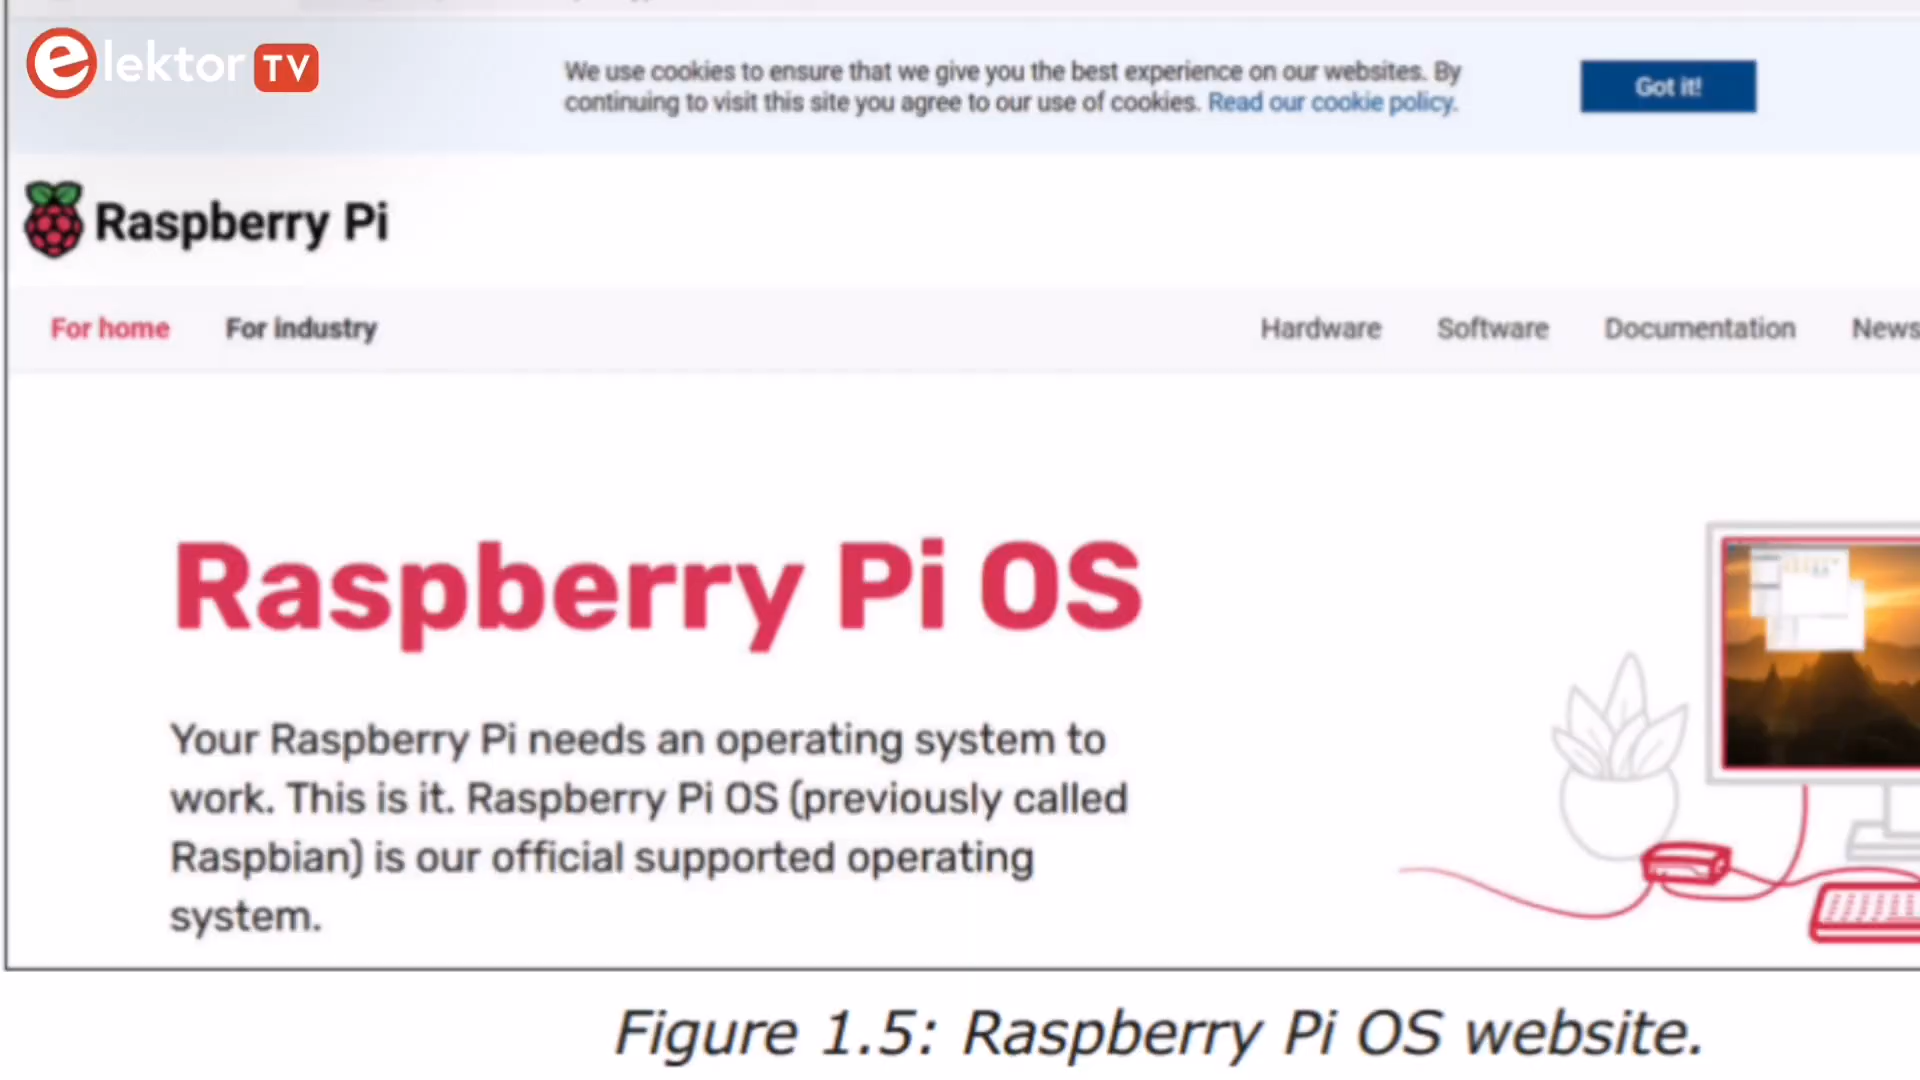 elektor TV
We use cookies to ensure that we give you the best experience on our websites. By
continuing to visit this site you agree to our use of cookies. Read our cookie policy.
Got it!
Raspberry Pi
For home For industry Hardware Software Documentation News
Raspberry Pi OS
Your Raspberry Pi needs an operating system to
work. This is it. Raspberry Pi OS (previously called
Raspbian) is our official supported operating
system.
Figure 1.5: Raspberry Pi OS website.